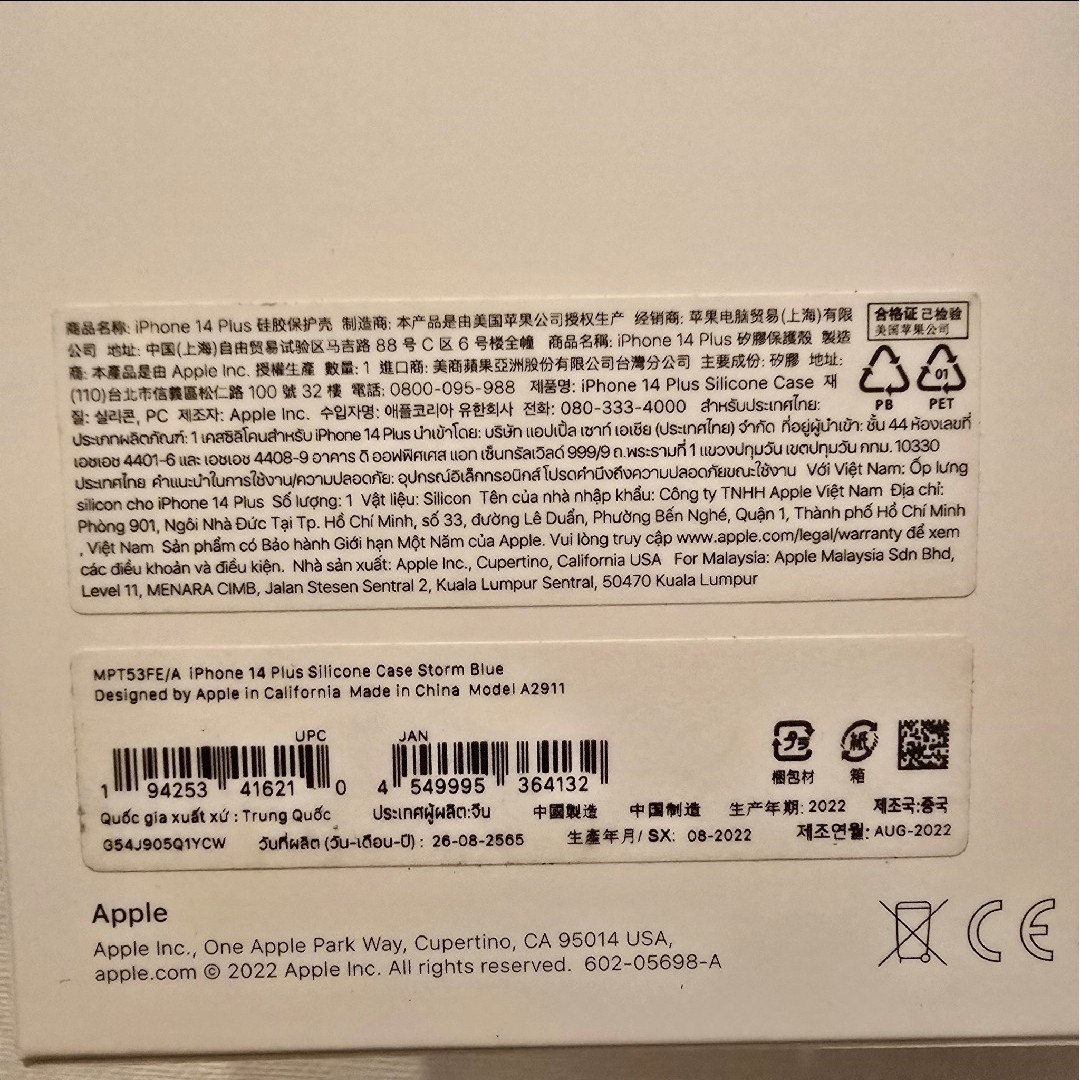 商品名称: iPhone 14 Plus 硅胶保护壳 制造商: 本产品是由美国苹果公司授权生产 经销商: 苹果电脑贸易(上海)有限
公司 地址: 中国(上海)自由贸易试验区马吉路 88 号 C 区 6 号楼全幢 商品名稱: iPhone 14 Plus 矽膠保護殼 製造
商: 本產品是由 Apple Inc. 授權生產 數量: 1 進口商: 美商蘋果亞洲股份有限公司台灣分公司 主要成份: 矽膠 地址:
(110)台北市信義區松仁路 100 號 32 樓 電話: 0800-095-988 제품명: iPhone 14 Plus Silicone Case 재
질: 실리콘, PC 제조자: Apple Inc. 수입자명: 애플코리아 유한회사 전화: 080-333-4000 สำหรับประเทศไทย:
ประเภทผลิตภัณฑ์: 1 เคสซิลิโคนสำหรับ iPhone 14 Plus นำเข้าโดย: บริษัท แอปเปิ้ล เซาท์ เอเชีย (ประเทศไทย) จำกัด ที่อยู่ผู้นำเข้า: ชั้น 44 ห้องเลขที่
เอชเอช 4401-6 และ เอชเอช 4408-9 อาคาร ดิ ออฟฟิศเศส แอท เซ็นทรัลเวิลด์ 999/9 ถ.พระรามที่ 1 แขวงปทุมวัน เขตปทุมวัน กทม. 10330
ประเทศไทย คำแนะนำในการใช้งาน/ความปลอดภัย: อุปกรณ์อิเล็กทรอนิกส์ โปรดคำนึงถึงความปลอดภัยขณะใช้งาน Với Việt Nam: Ốp lưng
silicon cho iPhone 14 Plus Số lượng: 1 Vật liệu: Silicon Tên của nhà nhập khẩu: Công ty TNHH Apple Việt Nam Địa chỉ:
Phòng 901, Ngôi Nhà Đức Tại Tp. Hồ Chí Minh, số 33, đường Lê Duẩn, Phường Bến Nghé, Quận 1, Thành phố Hồ Chí Minh
, Việt Nam Sản phẩm có Bảo hành Giới hạn Một Năm của Apple. Vui lòng truy cập www.apple.com/legal/warranty để xem
các điều khoản và điều kiện. Nhà sản xuất: Apple Inc., Cupertino, California USA For Malaysia: Apple Malaysia Sdn Bhd,
Level 11, MENARA CIMB, Jalan Stesen Sentral 2, Kuala Lumpur Sentral, 50470 Kuala Lumpur
合格证 已检验
美国苹果公司
01
PB PET
MPT53FE/A iPhone 14 Plus Silicone Case Storm Blue
Designed by Apple in California Made in China Model A2911
UPC JAN
1 94253 41621 0 4 549995 364132
プラ 紙
梱包材 箱
Quốc gia xuất xứ : Trung Quốc ประเทศผู้ผลิต:จีน 中國製造 中国制造 生产年期: 2022 제조국:중국
G54J905Q1YCW วันที่ผลิต (วัน-เดือน-ปี) : 26-08-2565 生產年月/ SX: 08-2022 제조연월: AUG-2022
Apple
Apple Inc., One Apple Park Way, Cupertino, CA 95014 USA,
apple.com © 2022 Apple Inc. All rights reserved. 602-05698-A
CE